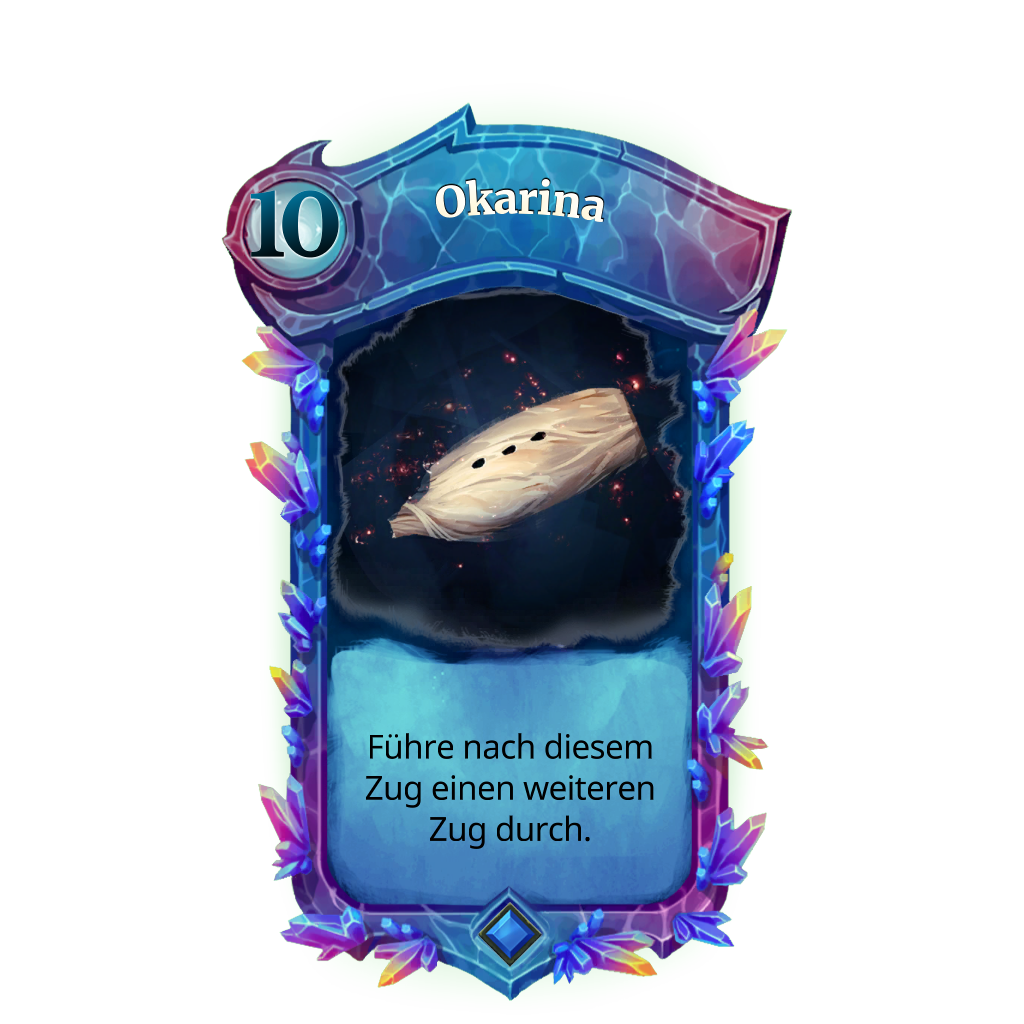 10
Okarina
Führe nach diesem
Zug einen weiteren
Zug durch.